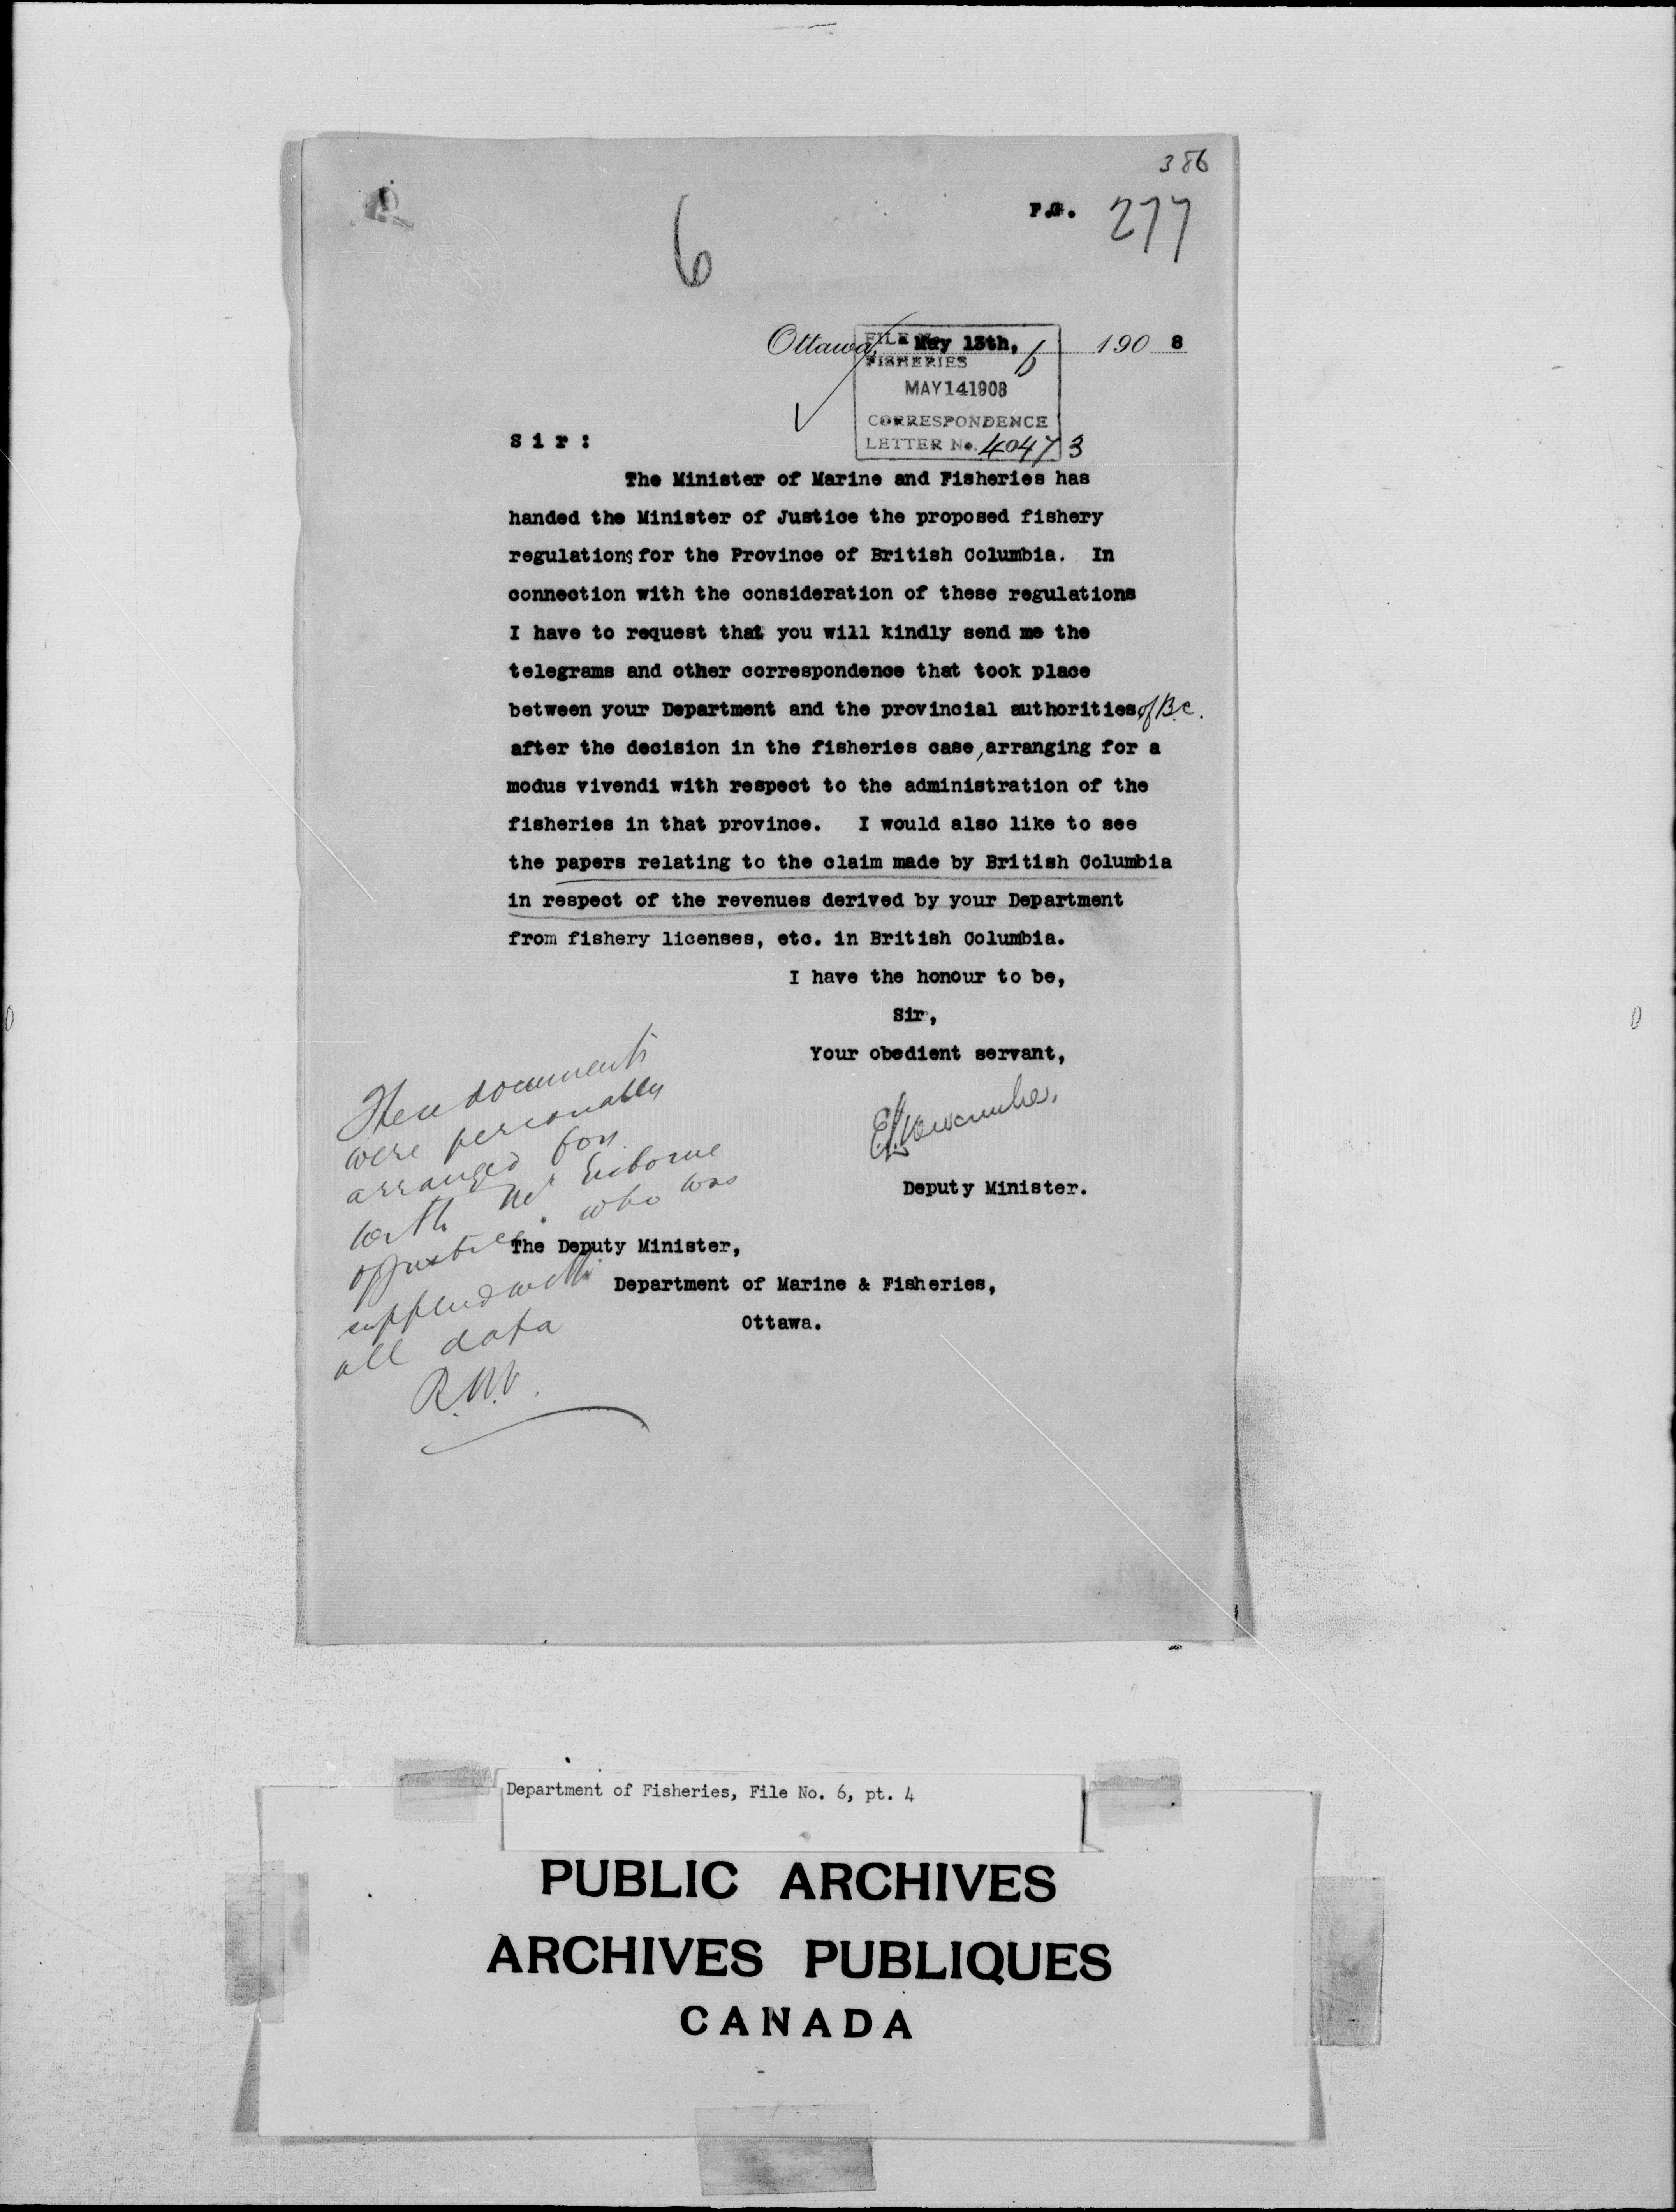 386
P.G. 277
6
Ottawa, May 13th, 1908
FILE No. 6
FISHERIES
MAY 14 1908
CORRESPONDENCE
LETTER No. 40473
Sir:
The Minister of Marine and Fisheries has
handed the Minister of Justice the proposed fishery
regulations for the Province of British Columbia. In
connection with the consideration of these regulations
I have to request that you will kindly send me the
telegrams and other correspondence that took place
between your Department and the provincial authorities of B.C.
after the decision in the fisheries case, arranging for a
modus vivendi with respect to the administration of the
fisheries in that province. I would also like to see
the papers relating to the claim made by British Columbia
in respect of the revenues derived by your Department
from fishery licenses, etc. in British Columbia.
I have the honour to be,
Sir,
Your obedient servant,
E.L. Newcombe,
Deputy Minister.
The Deputy Minister,
Department of Marine & Fisheries,
Ottawa.
These documents
were personally
arranged for
with Mr
of Justice who was
supplied with
all data
Department of Fisheries, File No. 6, pt. 4
PUBLIC ARCHIVES
ARCHIVES PUBLIQUES
CANADA